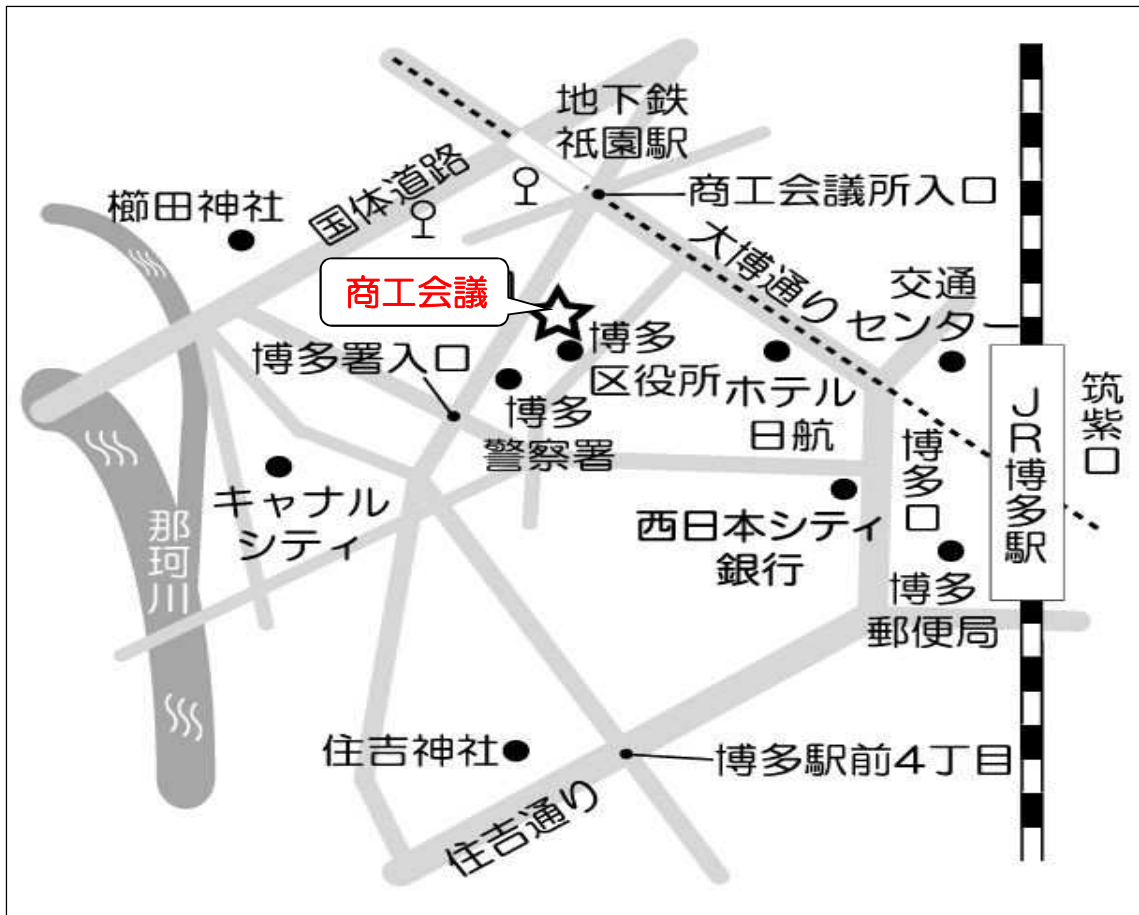 地下鉄
祇園駅
商工会議所入口
櫛田神社
国体道路
大博通り
交通
センター
商工会議
博多署入口
博多
区役所
ホテル
日航
博多
警察署
JR博多駅
筑紫口
博多口
キャナル
シティ
西日本シティ
銀行
那珂川
博多
郵便局
住吉神社
博多駅前4丁目
住吉通り